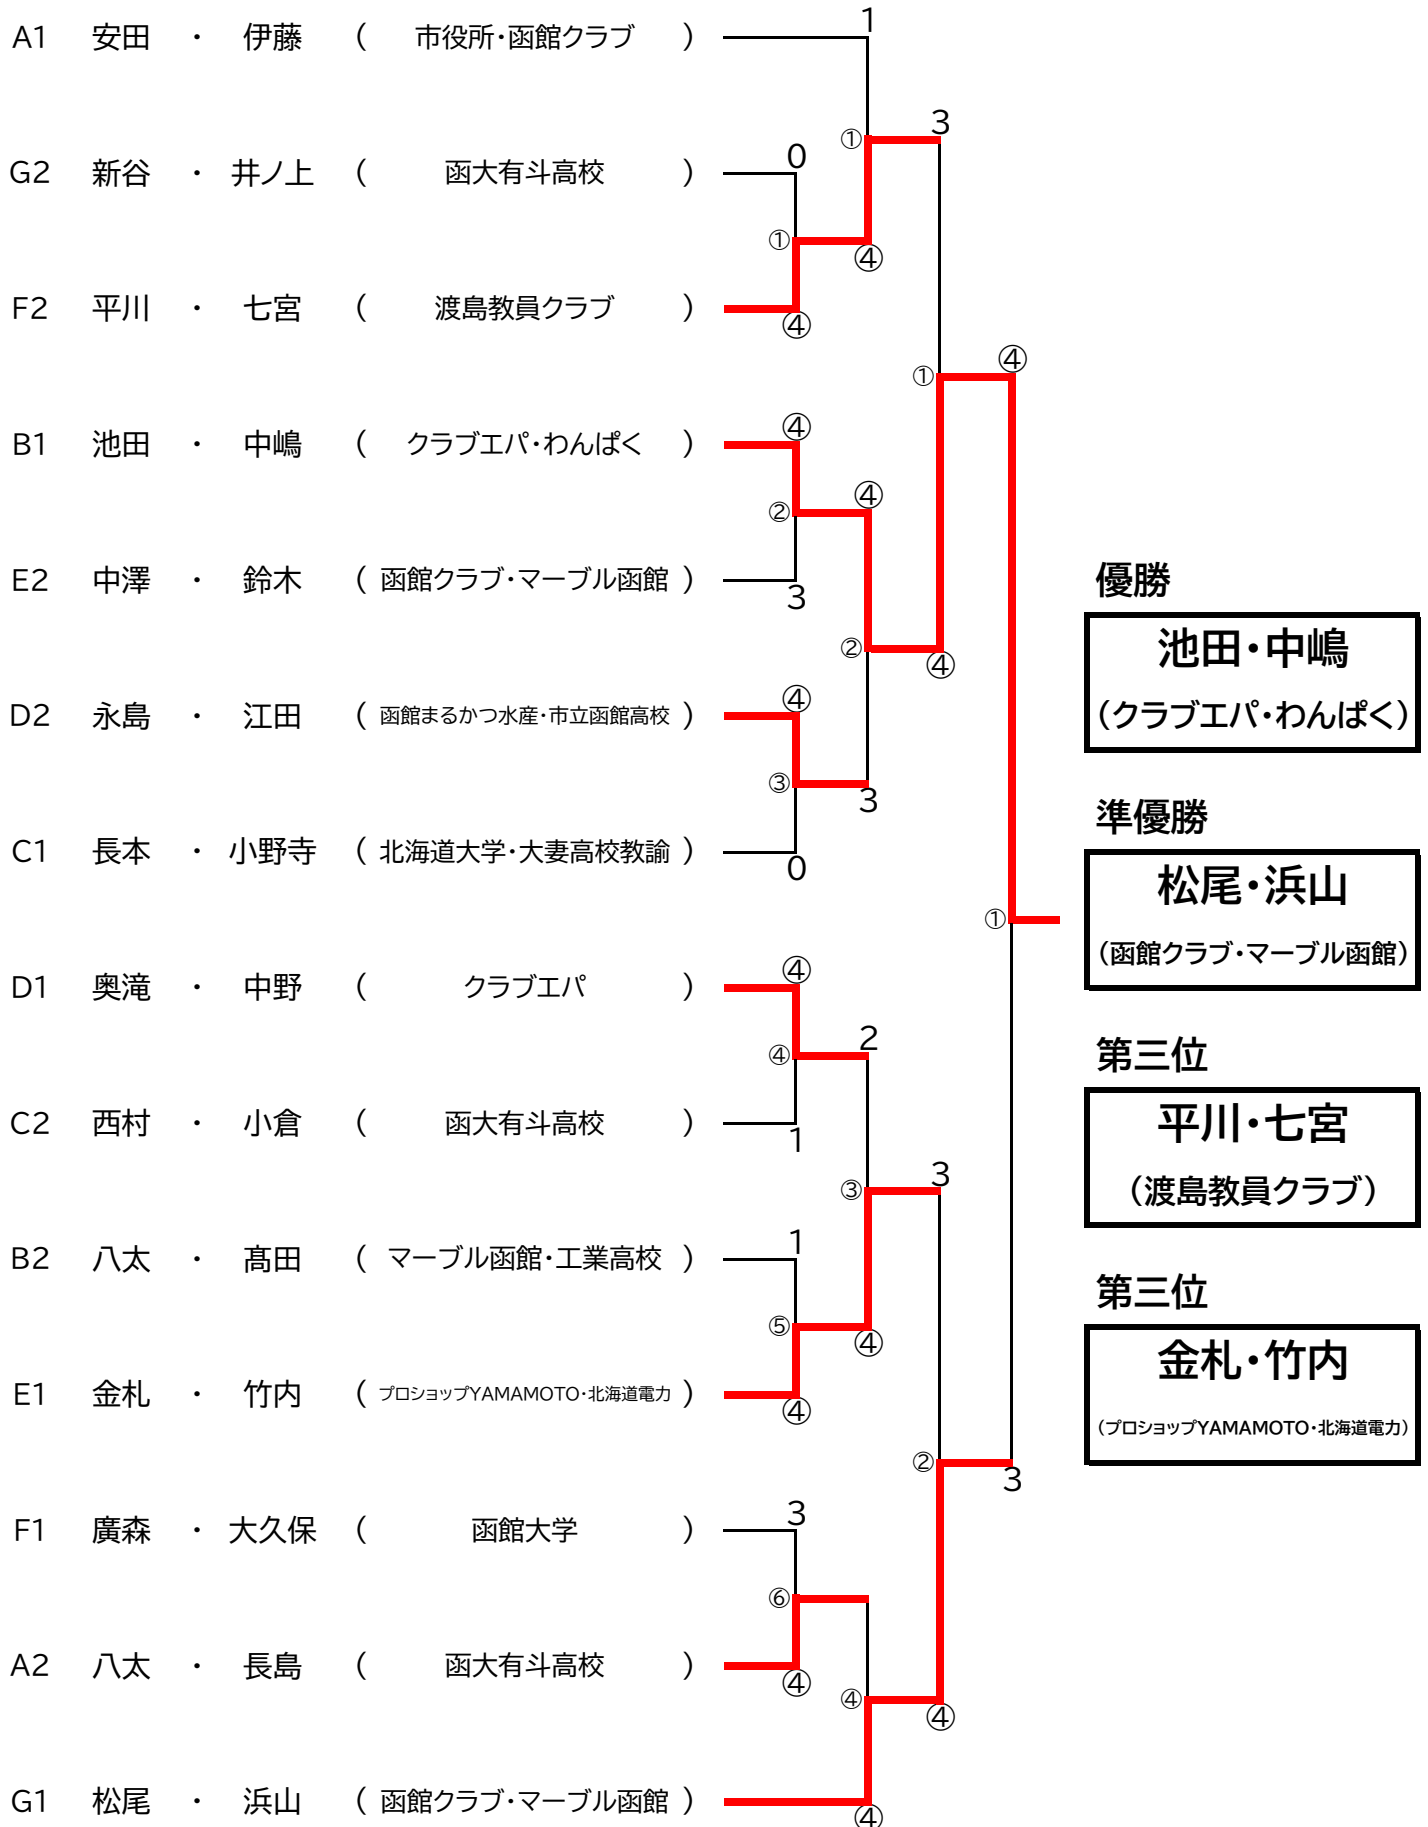 1
A1 安田 ・ 伊藤 ( 市役所・函館クラブ )
① 3
0
G2 新谷 ・ 井ノ上 ( 函大有斗高校 )
①
④
F2 平川 ・ 七宮 ( 渡島教員クラブ )
④
① ④
④
B1 池田 ・ 中嶋 ( クラブエパ・わんぱく )
④
②
E2 中澤 ・ 鈴木 ( 函館クラブ・マーブル函館 )
3
優勝
池田・中嶋
(クラブエパ・わんぱく)
②
④
④
D2 永島 ・ 江田 ( 函館まるかつ水産・市立函館高校 )
③
3
C1 長本 ・ 小野寺 ( 北海道大学・大妻高校教諭 )
0
準優勝
松尾・浜山
(函館クラブ・マーブル函館)
①
④
D1 奥滝 ・ 中野 ( クラブエパ )
2
④
C2 西村 ・ 小倉 ( 函大有斗高校 )
1
第三位
平川・七宮
(渡島教員クラブ)
③ 3
1
B2 八太 ・ 髙田 ( マーブル函館・工業高校 )
⑤
④
E1 金札 ・ 竹内 ( プロショップYAMAMOTO・北海道電力 )
④
第三位
金札・竹内
(プロショップYAMAMOTO・北海道電力)
②
3
3
F1 廣森 ・ 大久保 ( 函館大学 )
⑥
A2 八太 ・ 長島 ( 函大有斗高校 )
④
④
④
G1 松尾 ・ 浜山 ( 函館クラブ・マーブル函館 )
④